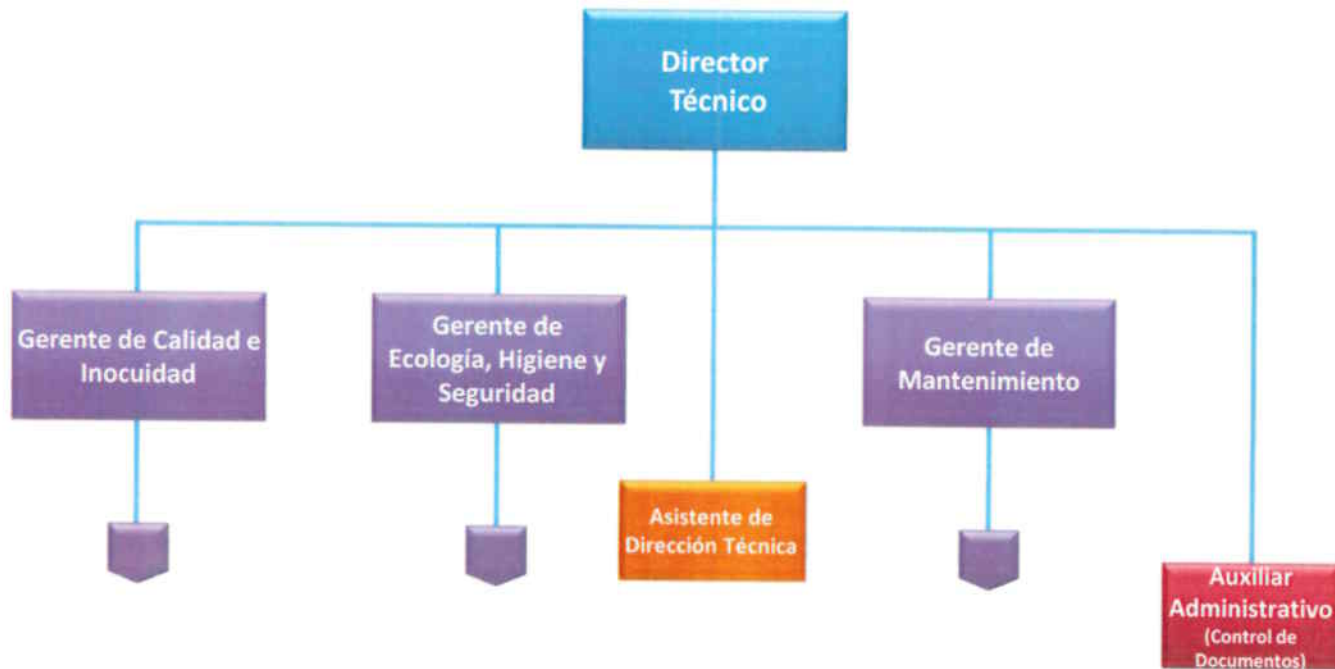 Director
Técnico
Gerente de Calidad e
Inocuidad
Gerente de
Ecología, Higiene y
Seguridad
Gerente de
Mantenimiento
Asistente de
Dirección Técnica
Auxiliar
Administrativo
(Control de
Documentos)